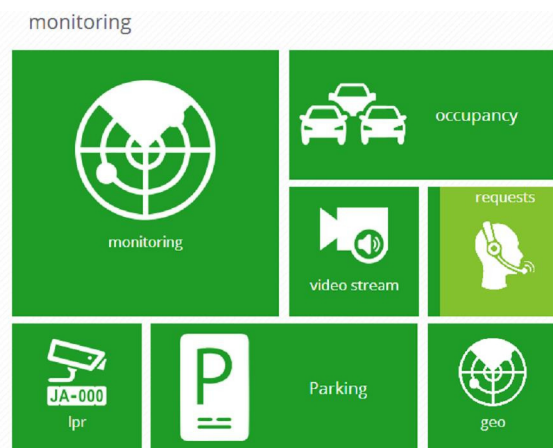 monitoring
monitoring
occupancy
video stream
requests
JA-000
lpr
P
Parking
geo